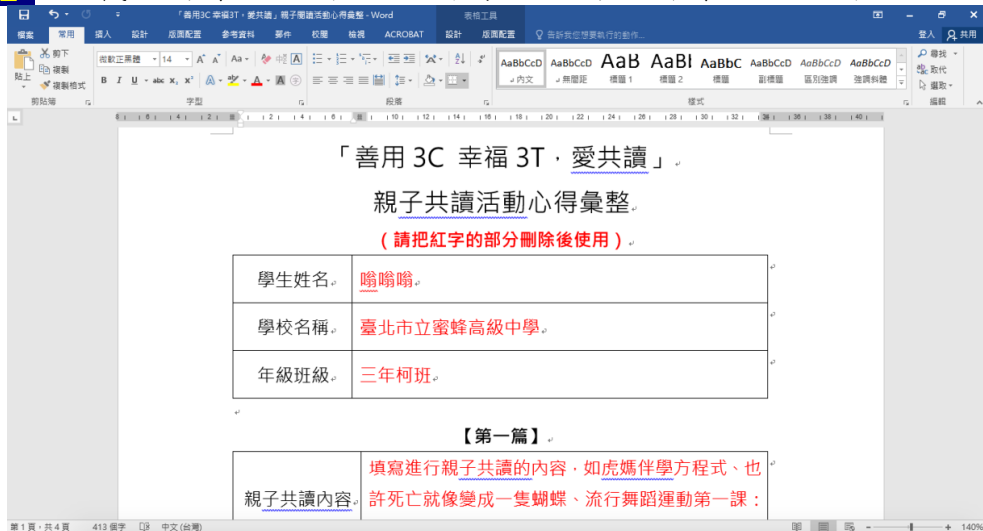 「善用3C 幸福3T，愛共讀」親子閱讀活動心得彙整 - Word
表格工具
登人
共用
檔案 常用 插入 設計 版面配置 參考資料 郵件 校閱 檢視 ACROBAT 設計 版面配置 告訴我您想要執行的動作...
貼上
剪下
複製
複製格式
剪貼簿
微軟正黑體 14
字型
段落
AaBbCcD AaBbCcD AaB AaBl AaBbC AaBbCcD AaBbCcD AaBbCcD
內文 無間距 標題 1 標題 2 標題 副標題 區別強調 強調斜體
樣式
尋找
取代
選取
編輯
「善用 3C 幸福 3T，愛共讀」
親子共讀活動心得彙整
（請把紅字的部分刪除後使用）
學生姓名 嗡嗡嗡
學校名稱 臺北市立蜜蜂高級中學
年級班級 三年柯班
【第一篇】
填寫進行親子共讀的內容，如虎媽伴學方程式、也
親子共讀內容 許死亡就像變成一隻蝴蝶、流行舞蹈運動第一課；
第 1 頁，共 4 頁 413 個字 中文 (台灣) 140%